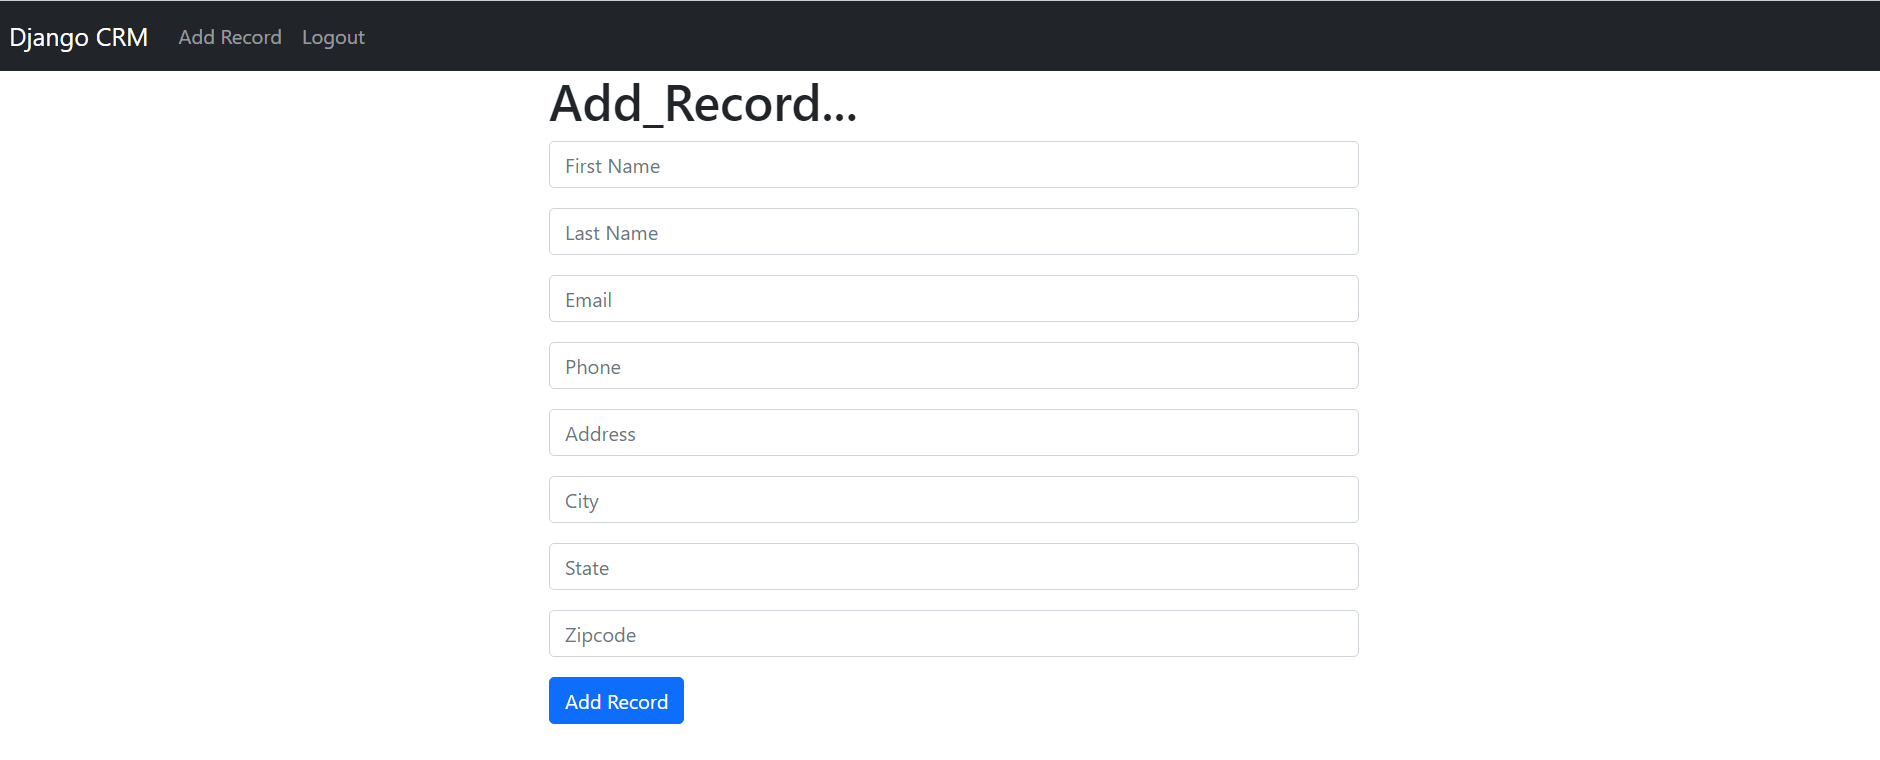 Django CRM Add Record Logout
Add_Record...
First Name
Last Name
Email
Phone
Address
City
State
Zipcode
Add Record